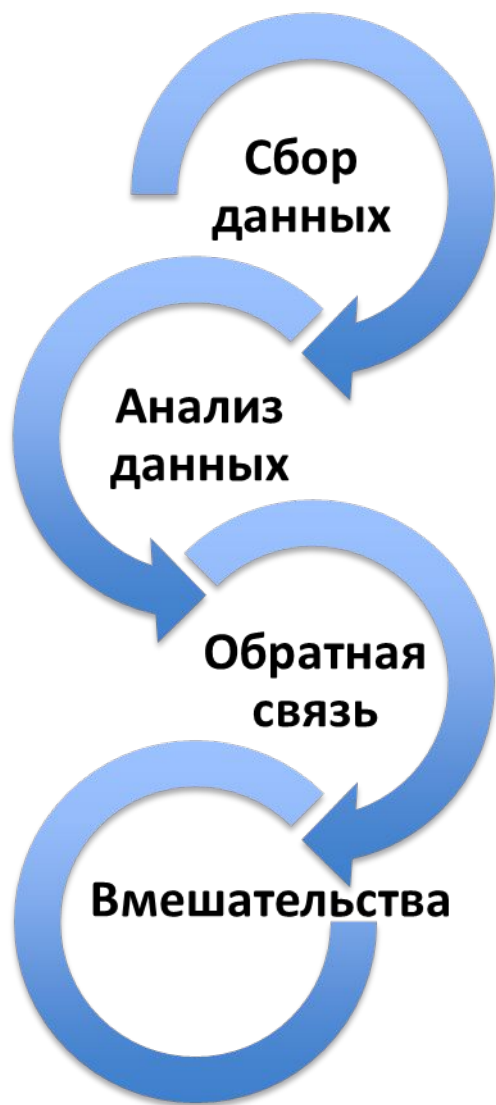 Сбор
данных
Анализ
данных
Обратная
связь
Вмешательства